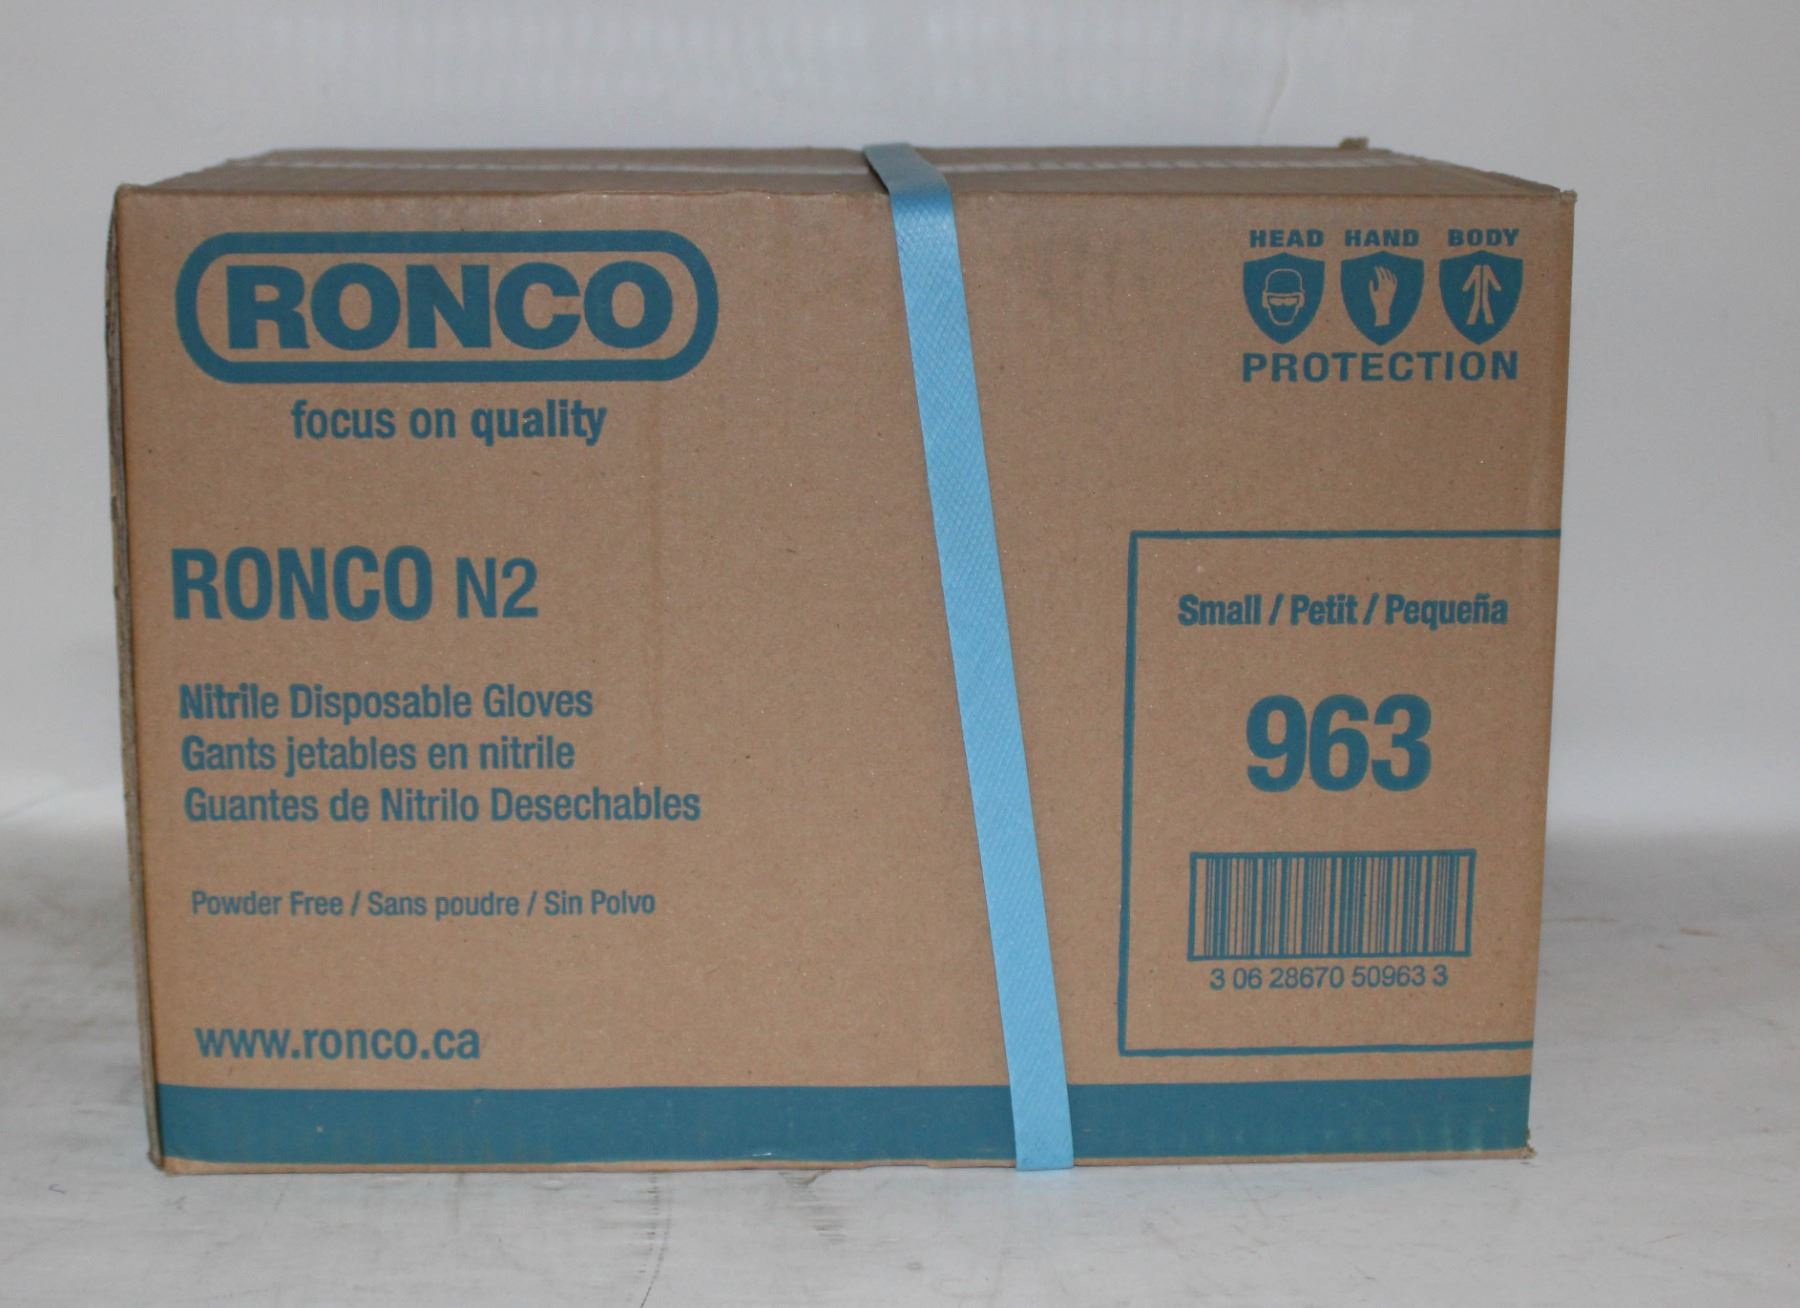 RONCO
focus on quality
HEAD HAND BODY
PROTECTION
RONCO N2
Nitrile Disposable Gloves
Gants jetables en nitrile
Guantes de Nitrilo Desechables
Powder Free / Sans poudre / Sin Polvo
www.ronco.ca
Small / Petit / Pequeña
963
3 06 28670 50963 3